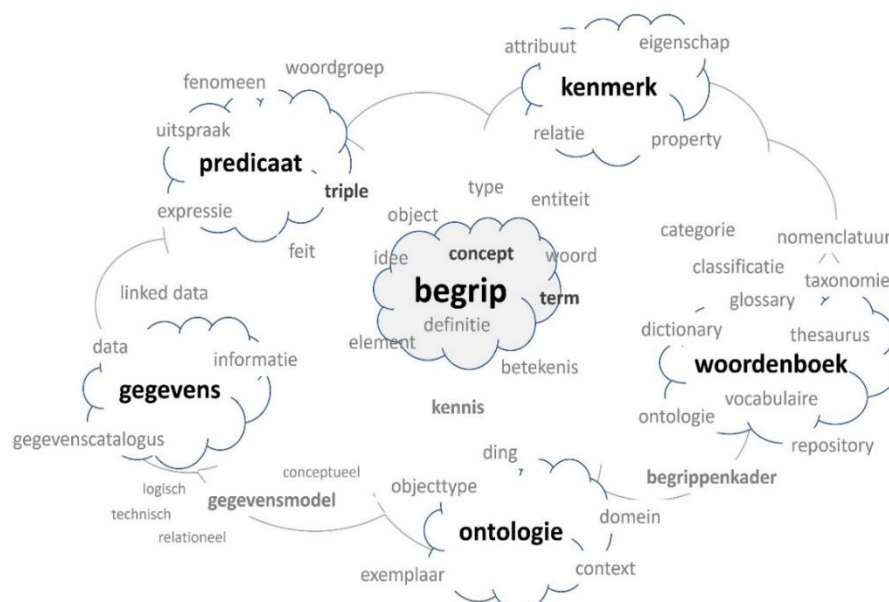 attribuut
eigenschap
kenmerk
relatie
property
fenomeen
woordgroep
uitspraak
predicaat
triple
expressie
feit
type
entiteit
object
idee
concept
woord
begrip
term
definitie
element
betekenis
kennis
categorie
nomenclatuur
classificatie
taxonomie
glossary
dictionary
thesaurus
woordenboek
vocabulaire
ontologie
repository
begrippenkader
linked data
data
informatie
gegevens
gegevenscatalogus
logisch
technisch
relationeel
gegevensmodel
conceptueel
ding
objecttype
ontologie
domein
exemplaar
context